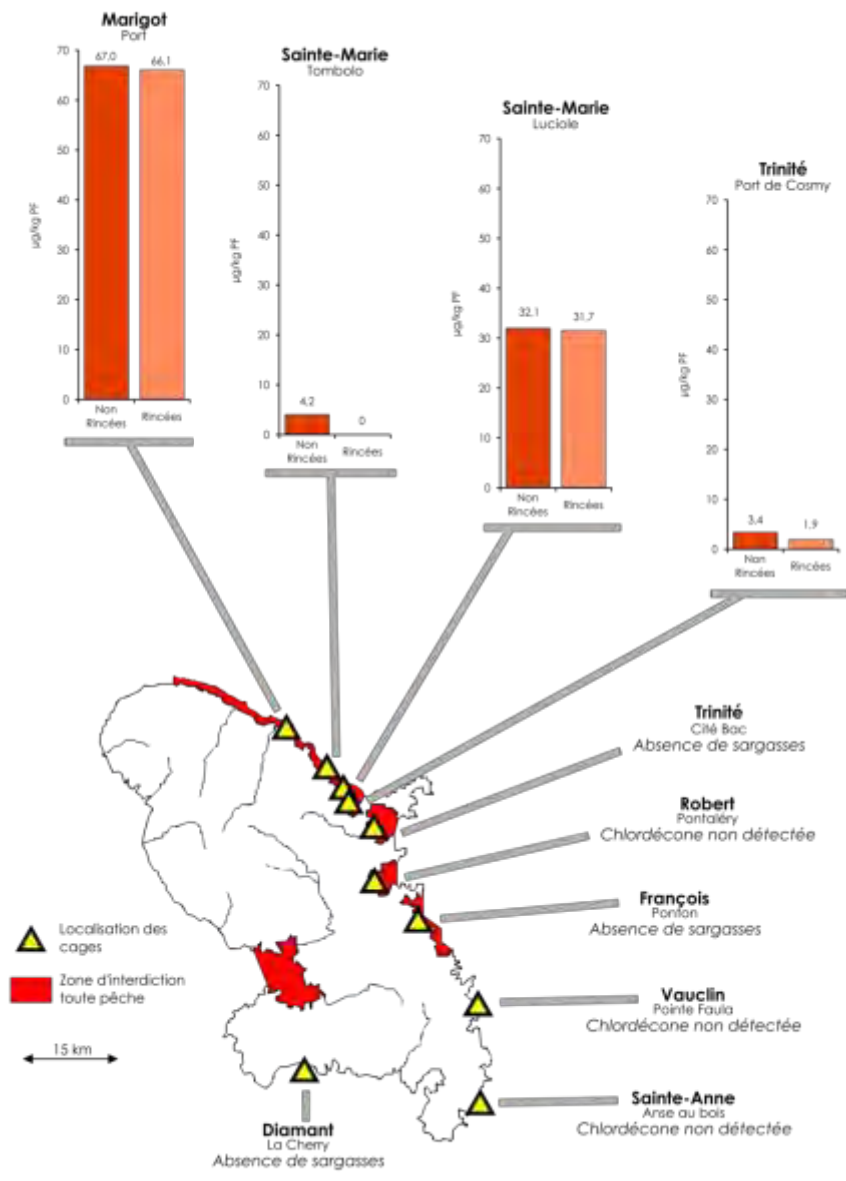 Marigot
Port
µg/kg PF
70
60
50
40
30
20
10
0
67,0
66,1
Non
Rincées
Rincées
Sainte-Marie
Tombolo
µg/kg PF
70
60
50
40
30
20
10
0
4,2
0
Non
Rincées
Rincées
Sainte-Marie
Luciole
µg/kg PF
70
60
50
40
30
20
10
0
32,1
31,7
Non
Rincées
Rincées
Trinité
Port de Cosmy
µg/kg PF
70
60
50
40
30
20
10
0
3,4
1,9
Non
Rincées
Rincées
Trinité
Cité Bac
Absence de sargasses
Robert
Pontaléry
Chlordécone non détectée
François
Ponton
Absence de sargasses
Vauclin
Pointe Faula
Chlordécone non détectée
Sainte-Anne
Anse au bois
Chlordécone non détectée
Diamant
La Cherry
Absence de sargasses
Localisation des
cages
Zone d'interdiction
toute pêche
15 km